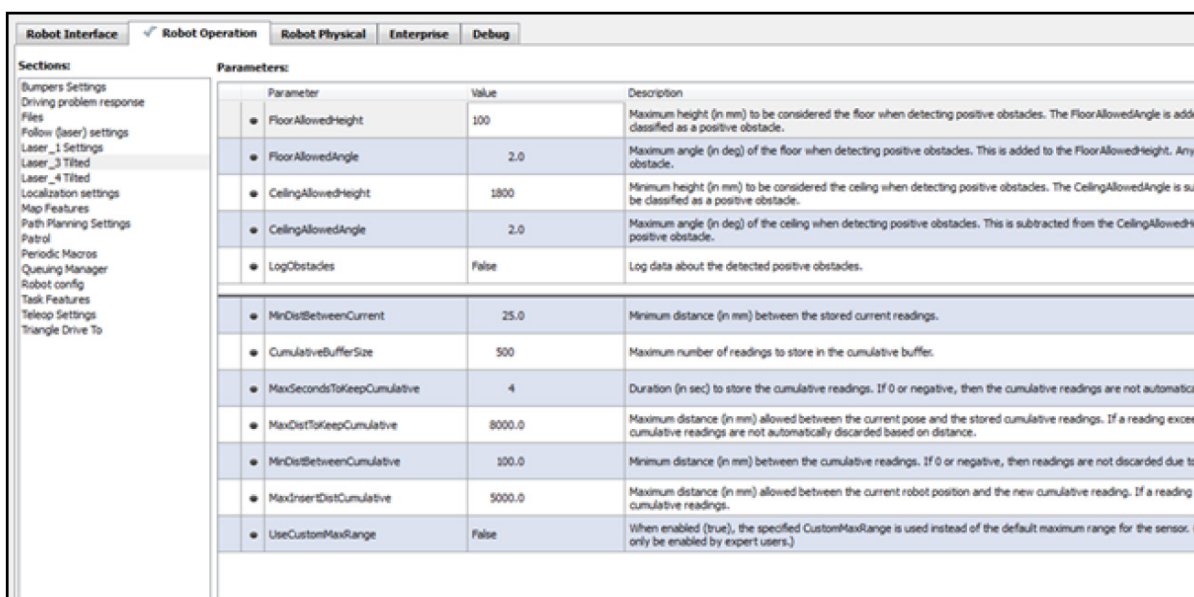 Robot Interface Robot Operation Robot Physical Enterprise Debug
Sections:
Bumpers Settings
Driving problem response
Files
Follow (laser) settings
Laser_1 Settings
Laser_3 Tilted
Laser_4 Tilted
Localization settings
Map Features
Path Planning Settings
Patrol
Periodic Macros
Queuing Manager
Robot config
Task Features
Teleop Settings
Triangle Drive To
Parameters:
Parameter Value Description
FloorAllowedHeight 100 Maximum height (in mm) to be considered the floor when detecting positive obstacles. The FloorAllowedAngle is adde
classified as a positive obstacle.
FloorAllowedAngle 2.0 Maximum angle (in deg) of the floor when detecting positive obstacles. This is added to the FloorAllowedHeight. Any
obstacle.
CeilingAllowedHeight 1800 Minimum height (in mm) to be considered the ceiling when detecting positive obstacles. The CeilingAllowedAngle is su
be classified as a positive obstacle.
CeilingAllowedAngle 2.0 Maximum angle (in deg) of the ceiling when detecting positive obstacles. This is subtracted from the CeilingAllowedH
positive obstacle.
LogObstacles False Log data about the detected positive obstacles.
MinDistBetweenCurrent 25.0 Minimum distance (in mm) between the stored current readings.
CumulativeBufferSize 500 Maximum number of readings to store in the cumulative buffer.
MaxSecondsToKeepCumulative 4 Duration (in sec) to store the cumulative readings. If 0 or negative, then the cumulative readings are not automatica
MaxDistToKeepCumulative 8000.0 Maximum distance (in mm) allowed between the current pose and the stored cumulative readings. If a reading excee
cumulative readings are not automatically discarded based on distance.
MinDistBetweenCumulative 100.0 Minimum distance (in mm) between the cumulative readings. If 0 or negative, then readings are not discarded due to
MaxInsertDistCumulative 5000.0 Maximum distance (in mm) allowed between the current robot position and the new cumulative reading. If a reading
cumulative readings.
UseCustomMaxRange False When enabled (true), the specified CustomMaxRange is used instead of the default maximum range for the sensor.
only be enabled by expert users.)